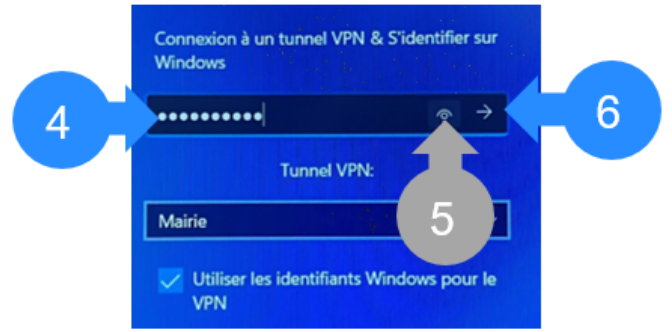 Connexion à un tunnel VPN & S'identifier sur
Windows
4
••••••••••
6
Tunnel VPN:
Mairie
5
Utiliser les identifiants Windows pour le
VPN